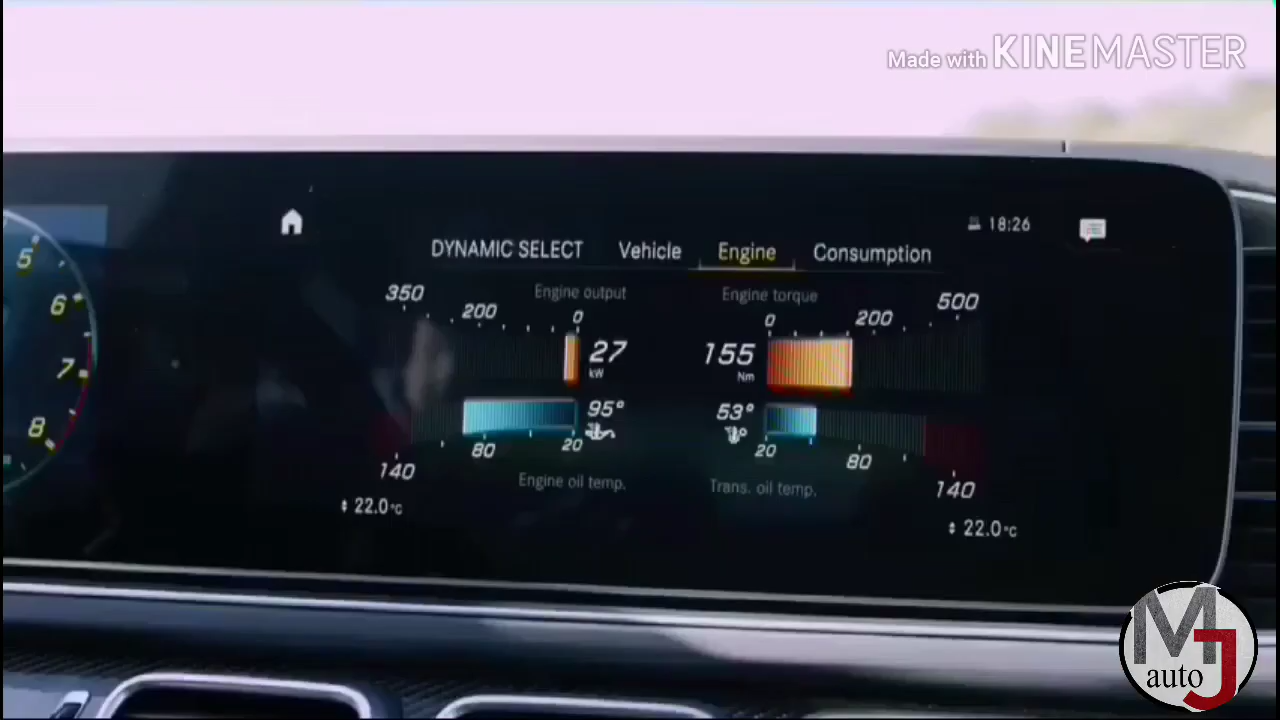 Made with KINEMASTER
18:26
DYNAMIC SELECT Vehicle Engine Consumption
Engine output Engine torque
350 200 0 0 200 500
27 kW 155 Nm
95° 53°
140 80 20 20 80 140
Engine oil temp. Trans. oil temp.
22.0°C 22.0°C
5
6
7
8
MJ
auto